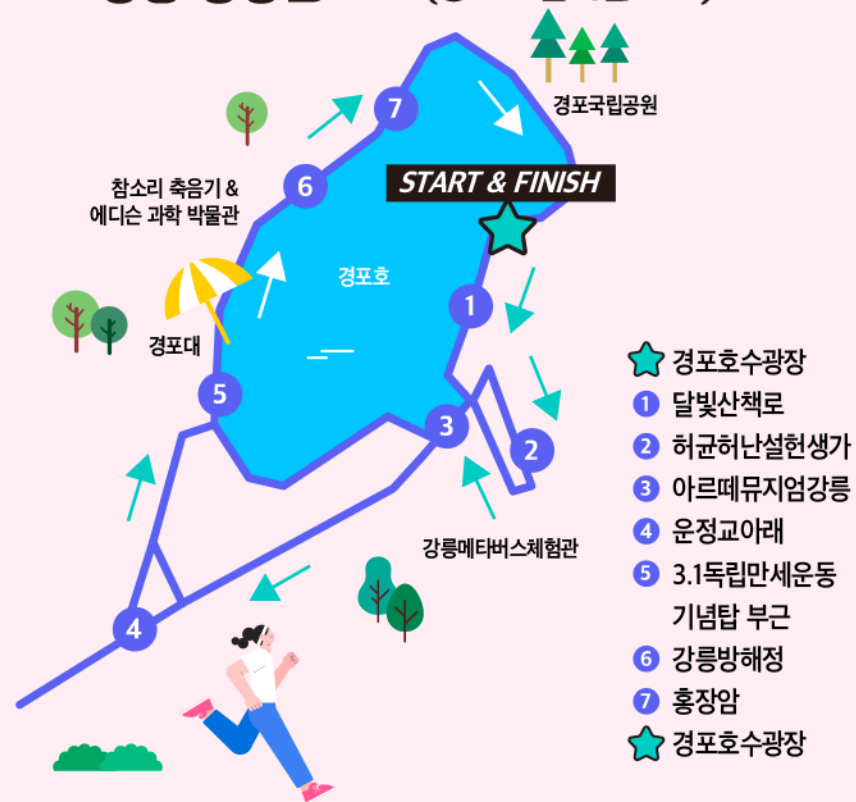 경포국립공원
START & FINISH
참소리 축음기 &
에디슨 과학 박물관
경포호
경포대
강릉메타버스체험관
7
6
1
5
3
2
4
경포호수광장
1 달빛산책로
2 허균허난설헌생가
3 아르떼뮤지엄강릉
4 운정교아래
5 3.1독립만세운동
기념탑 부근
6 강릉방해정
7 홍장암
경포호수광장